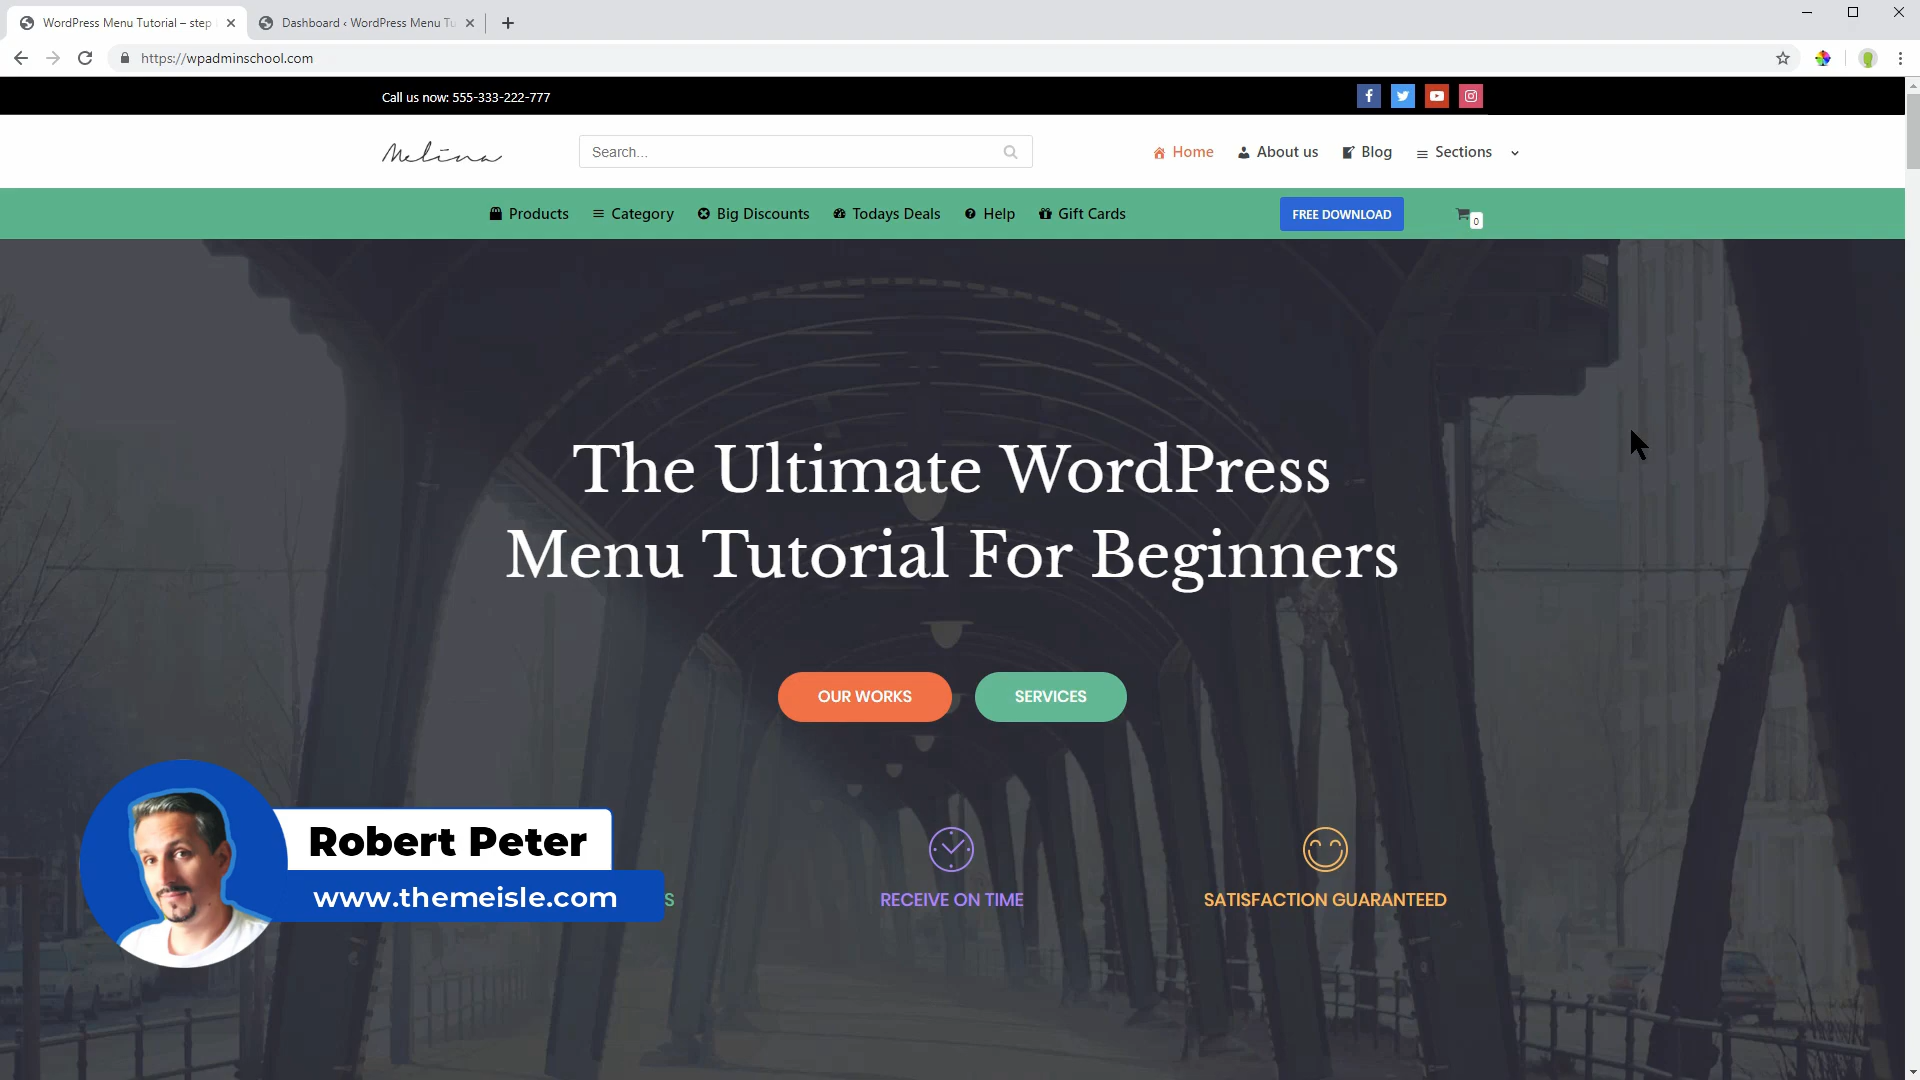 WordPress Menu Tutorial – step
Dashboard ‹ WordPress Menu Tu
https://wpadminschool.com
Call us now: 555-333-222-777
Melina
Search...
Home
About us
Blog
Sections
Products
Category
Big Discounts
Todays Deals
Help
Gift Cards
FREE DOWNLOAD
0
The Ultimate WordPress
Menu Tutorial For Beginners
OUR WORKS
SERVICES
Robert Peter
www.themeisle.com
S
RECEIVE ON TIME
SATISFACTION GUARANTEED